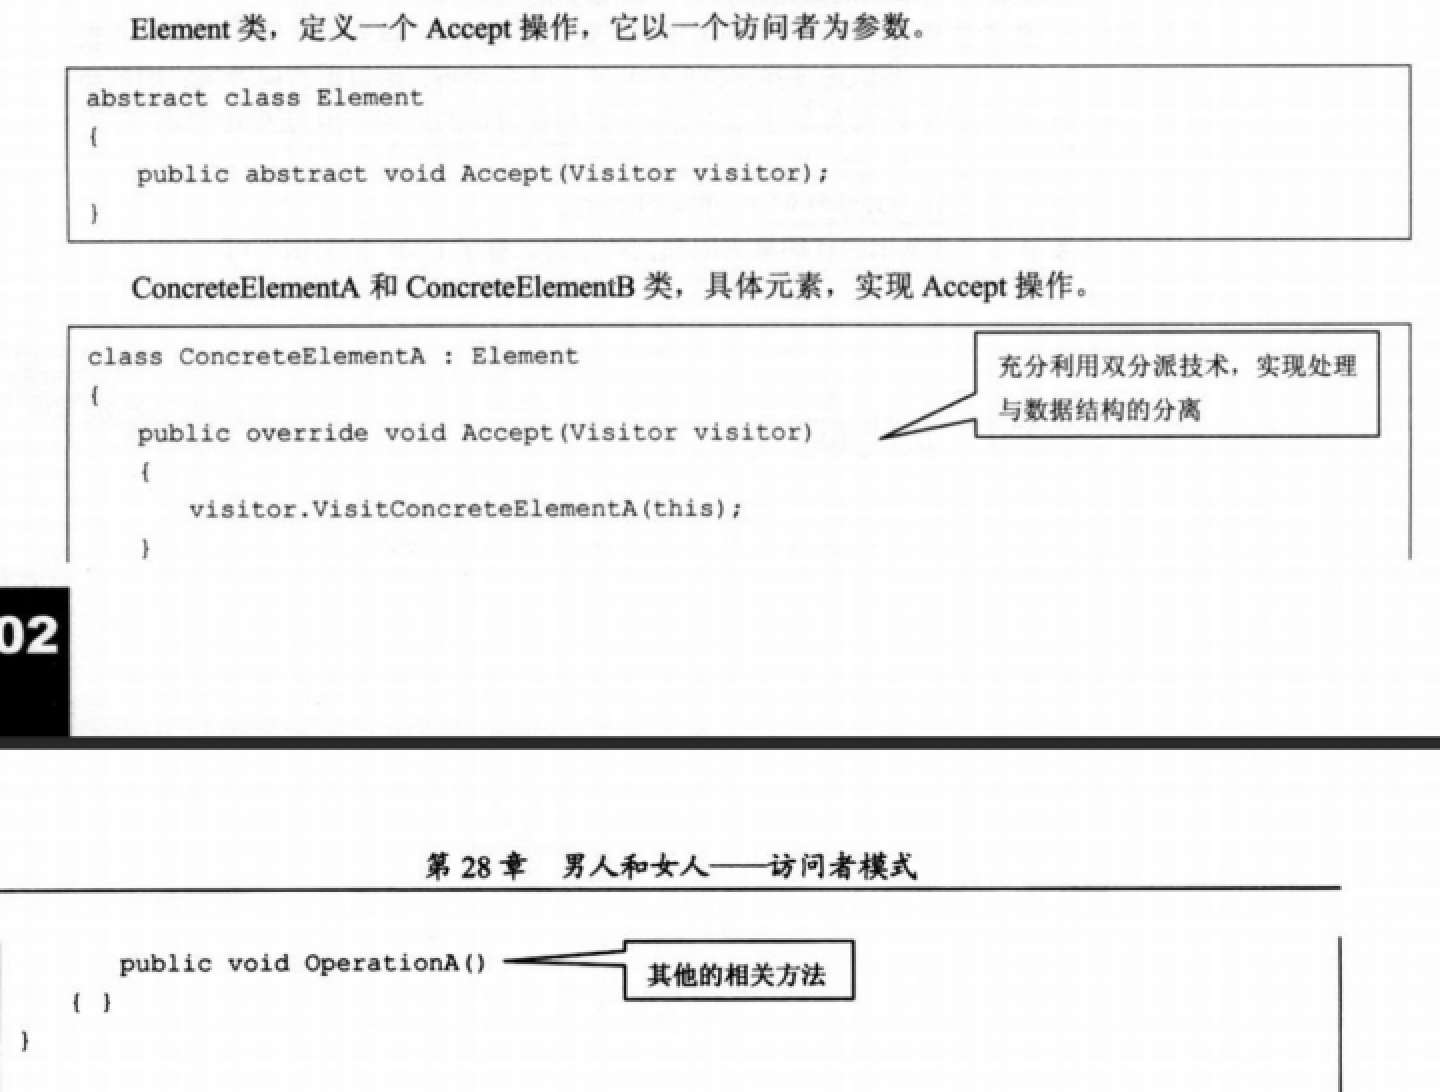 Element 类，定义一个 Accept 操作，它以一个访问者为参数。
abstract class Element
{
public abstract void Accept(Visitor visitor);
}
ConcreteElementA 和 ConcreteElementB 类，具体元素，实现 Accept 操作。
class ConcreteElementA : Element
{
public override void Accept(Visitor visitor)
{
visitor.VisitConcreteElementA(this);
}
充分利用双分派技术，实现处理
与数据结构的分离
02
第 28 章 男人和女人——访问者模式
public void OperationA()
其他的相关方法
{ }
}